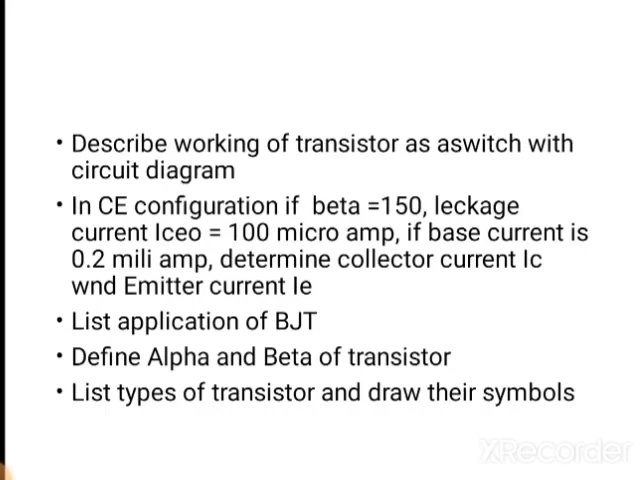 • Describe working of transistor as aswitch with
circuit diagram
• In CE configuration if beta =150, leckage
current Iceo = 100 micro amp, if base current is
0.2 mili amp, determine collector current Ic
wnd Emitter current Ie
• List application of BJT
• Define Alpha and Beta of transistor
• List types of transistor and draw their symbols
XRecorder